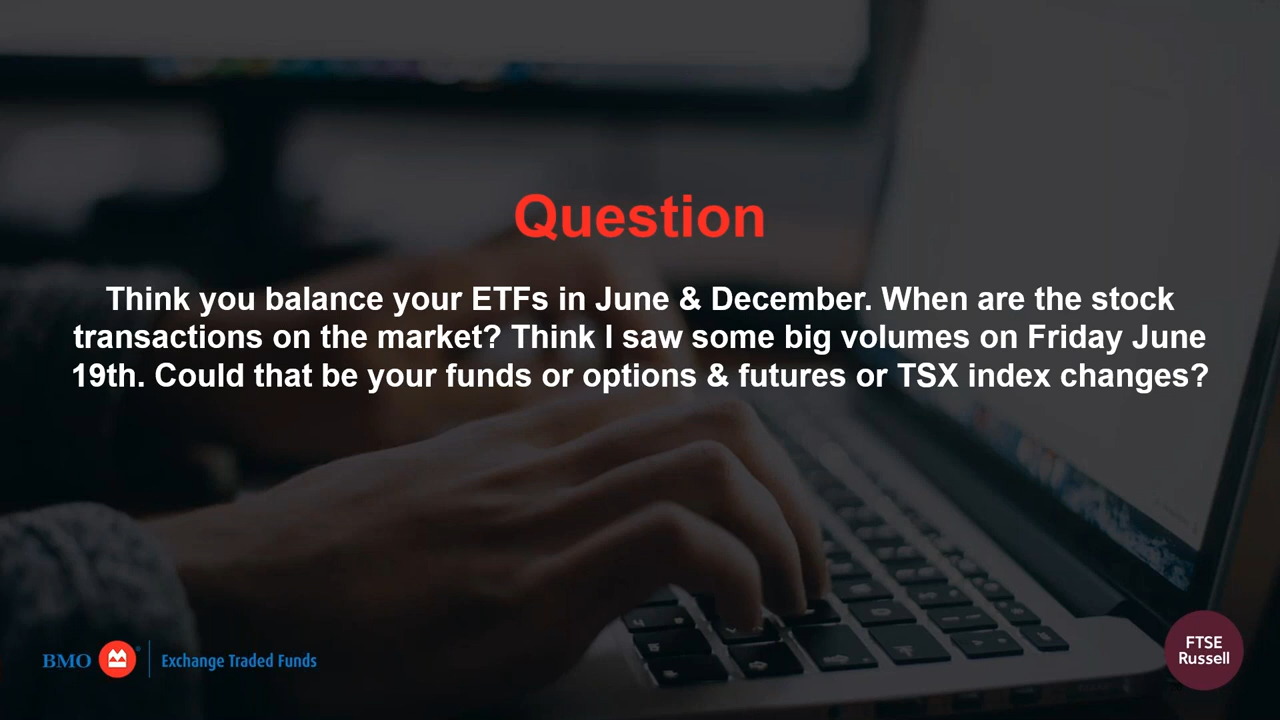 Question
Think you balance your ETFs in June & December. When are the stock
transactions on the market? Think I saw some big volumes on Friday June
19th. Could that be your funds or options & futures or TSX index changes?
BMO Exchange Traded Funds
FTSE
Russell